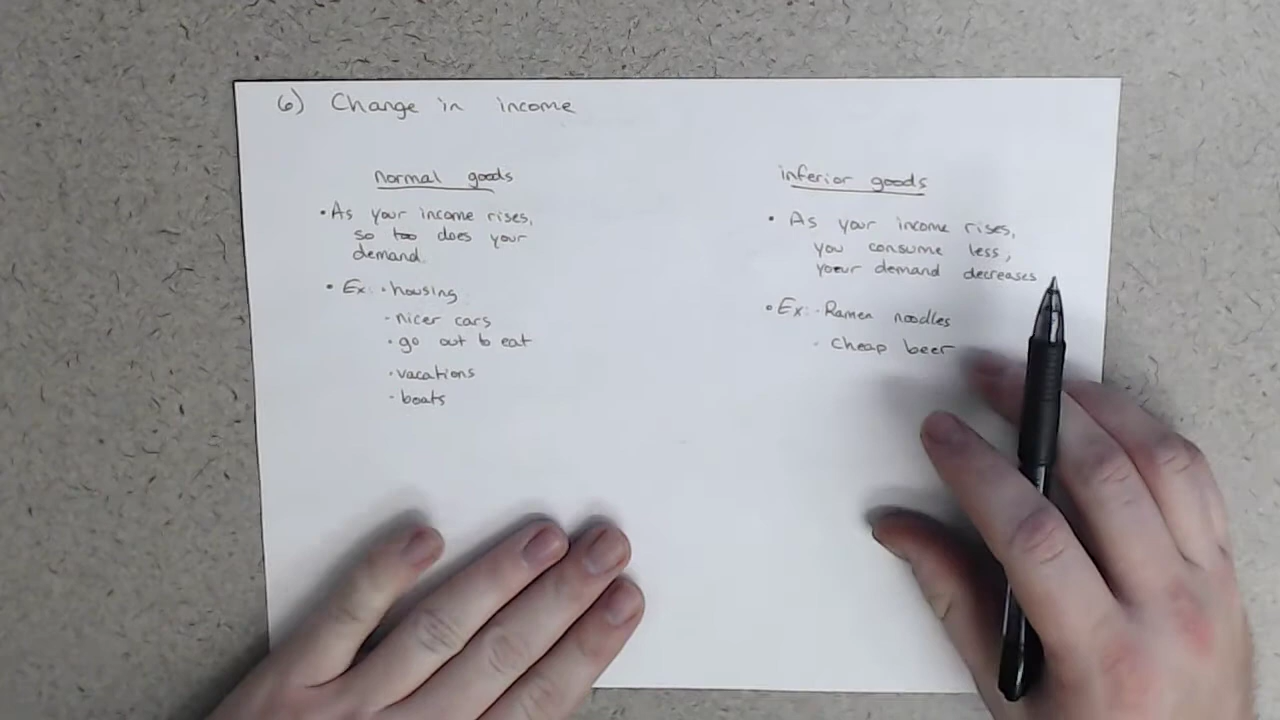 6) Change in income
normal goods
• As your income rises,
so too does your
demand.
• Ex: · housing
· nicer cars
· go out to eat
· vacations
· boats
inferior goods
• As your income rises,
you consume less,
your demand decreases
• Ex: · Ramen noodles
· Cheap beer